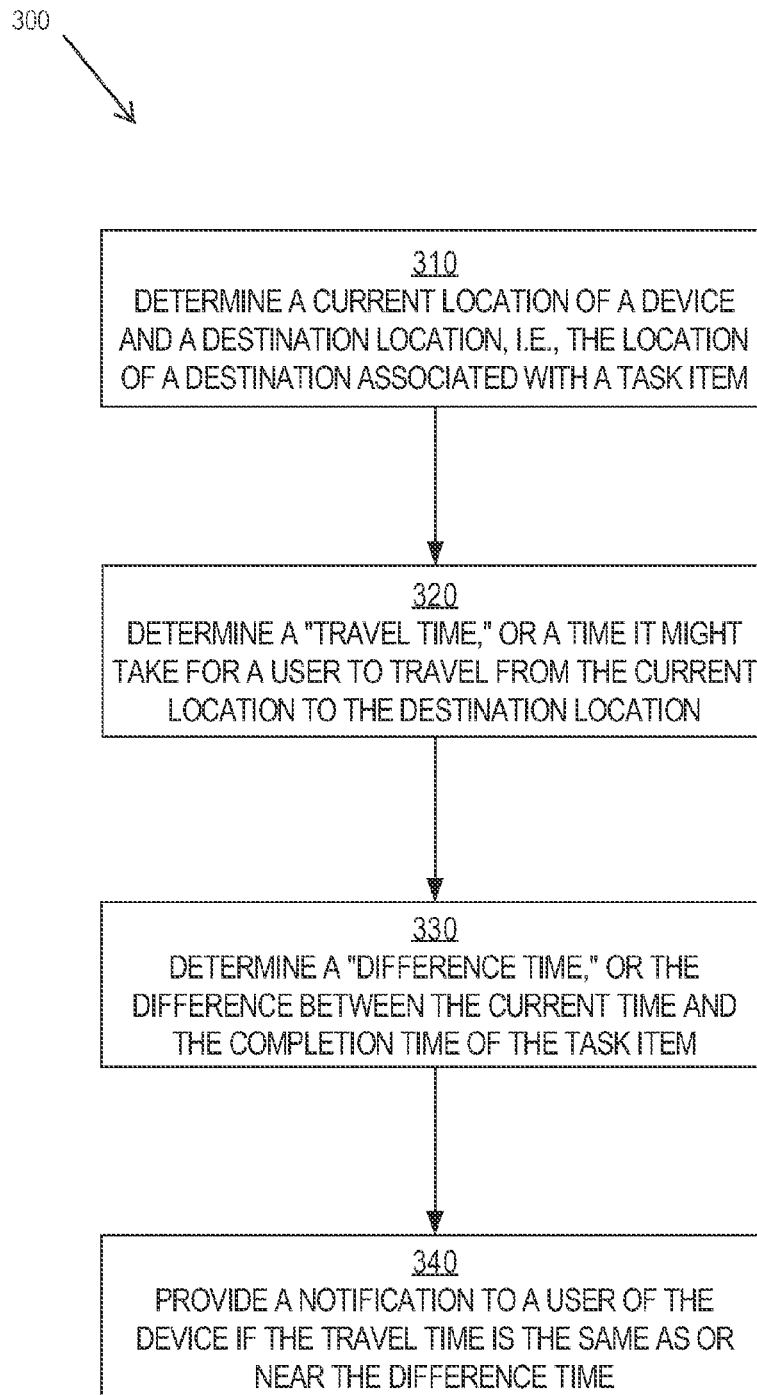 300
310
DETERMINE A CURRENT LOCATION OF A DEVICE
AND A DESTINATION LOCATION, I.E., THE LOCATION
OF A DESTINATION ASSOCIATED WITH A TASK ITEM
320
DETERMINE A "TRAVEL TIME," OR A TIME IT MIGHT
TAKE FOR A USER TO TRAVEL FROM THE CURRENT
LOCATION TO THE DESTINATION LOCATION
330
DETERMINE A "DIFFERENCE TIME," OR THE
DIFFERENCE BETWEEN THE CURRENT TIME AND
THE COMPLETION TIME OF THE TASK ITEM
340
PROVIDE A NOTIFICATION TO A USER OF THE
DEVICE IF THE TRAVEL TIME IS THE SAME AS OR
NEAR THE DIFFERENCE TIME